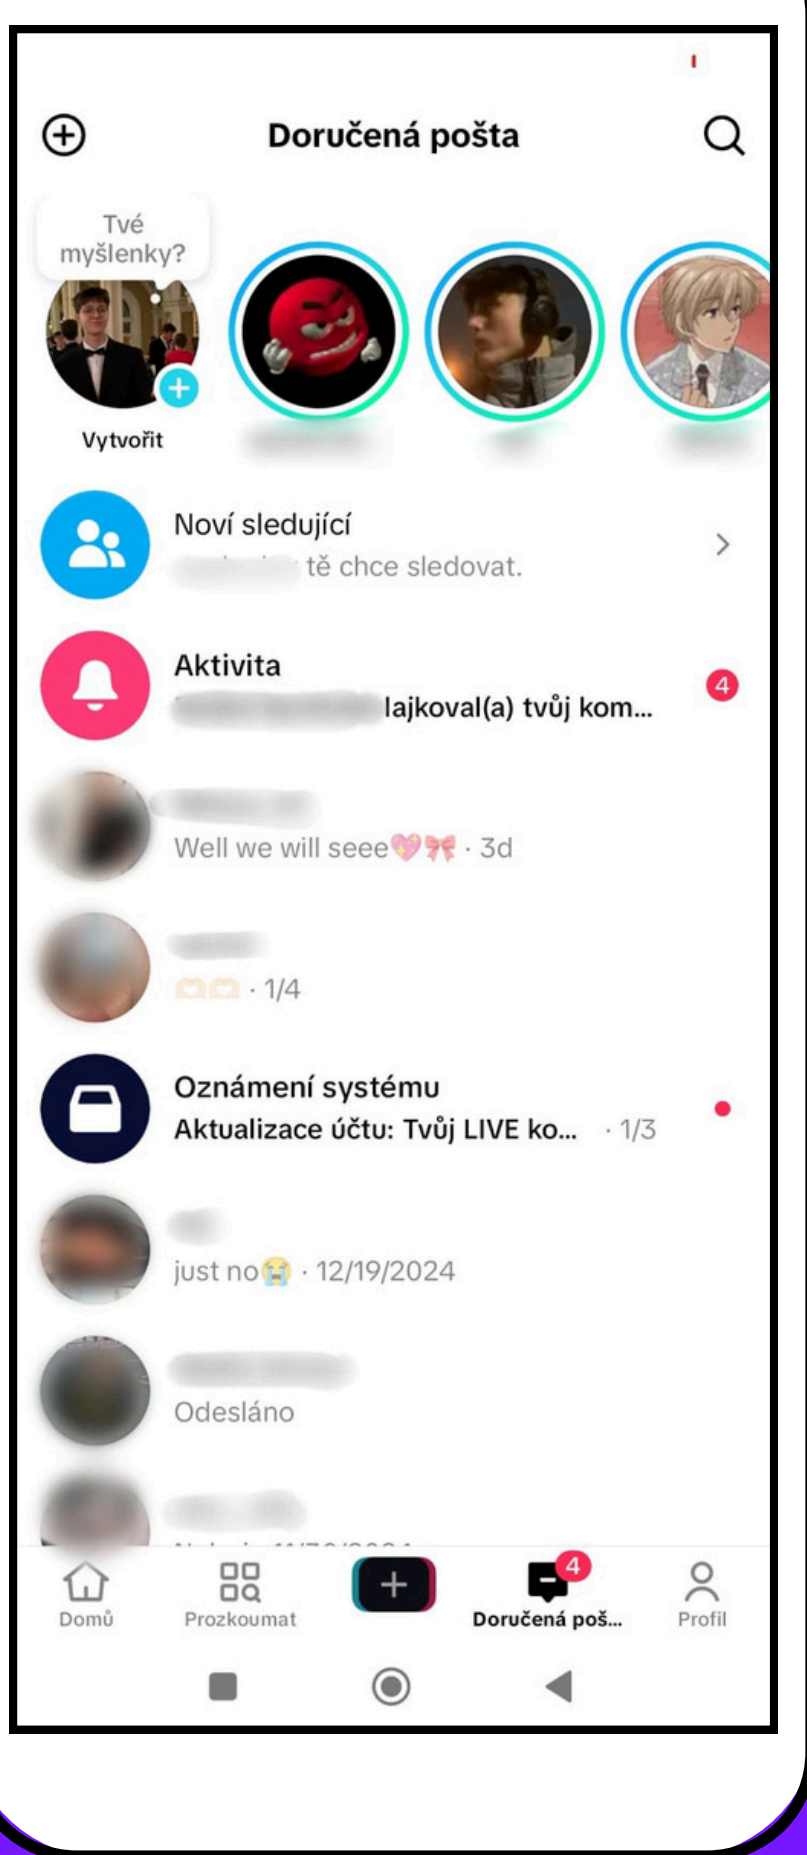 Doručená pošta
Tvé
myšlenky?
Vytvořit
Noví sledující
tě chce sledovat.
Aktivita
4
lajkoval(a) tvůj kom...
Well we will seee💖🎀 · 3d
🫶🏻🫶🏻 · 1/4
Oznámení systému
Aktualizace účtu: Tvůj LIVE ko... · 1/3
just no😭 · 12/19/2024
Odesláno
4
Domů
Prozkoumat
Doručená poš...
Profil